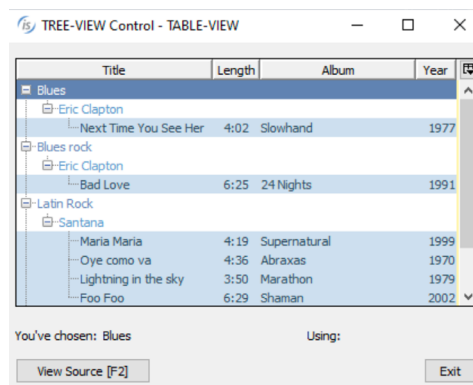 is TREE-VIEW Control - TABLE-VIEW
Title Length Album Year
Blues
Eric Clapton
Next Time You See Her 4:02 Slowhand 1977
Blues rock
Eric Clapton
Bad Love 6:25 24 Nights 1991
Latin Rock
Santana
Maria Maria 4:19 Supernatural 1999
Oye como va 4:36 Abraxas 1970
Lightning in the sky 3:50 Marathon 1979
Foo Foo 6:29 Shaman 2002
You've chosen: Blues Using:
View Source [F2] Exit